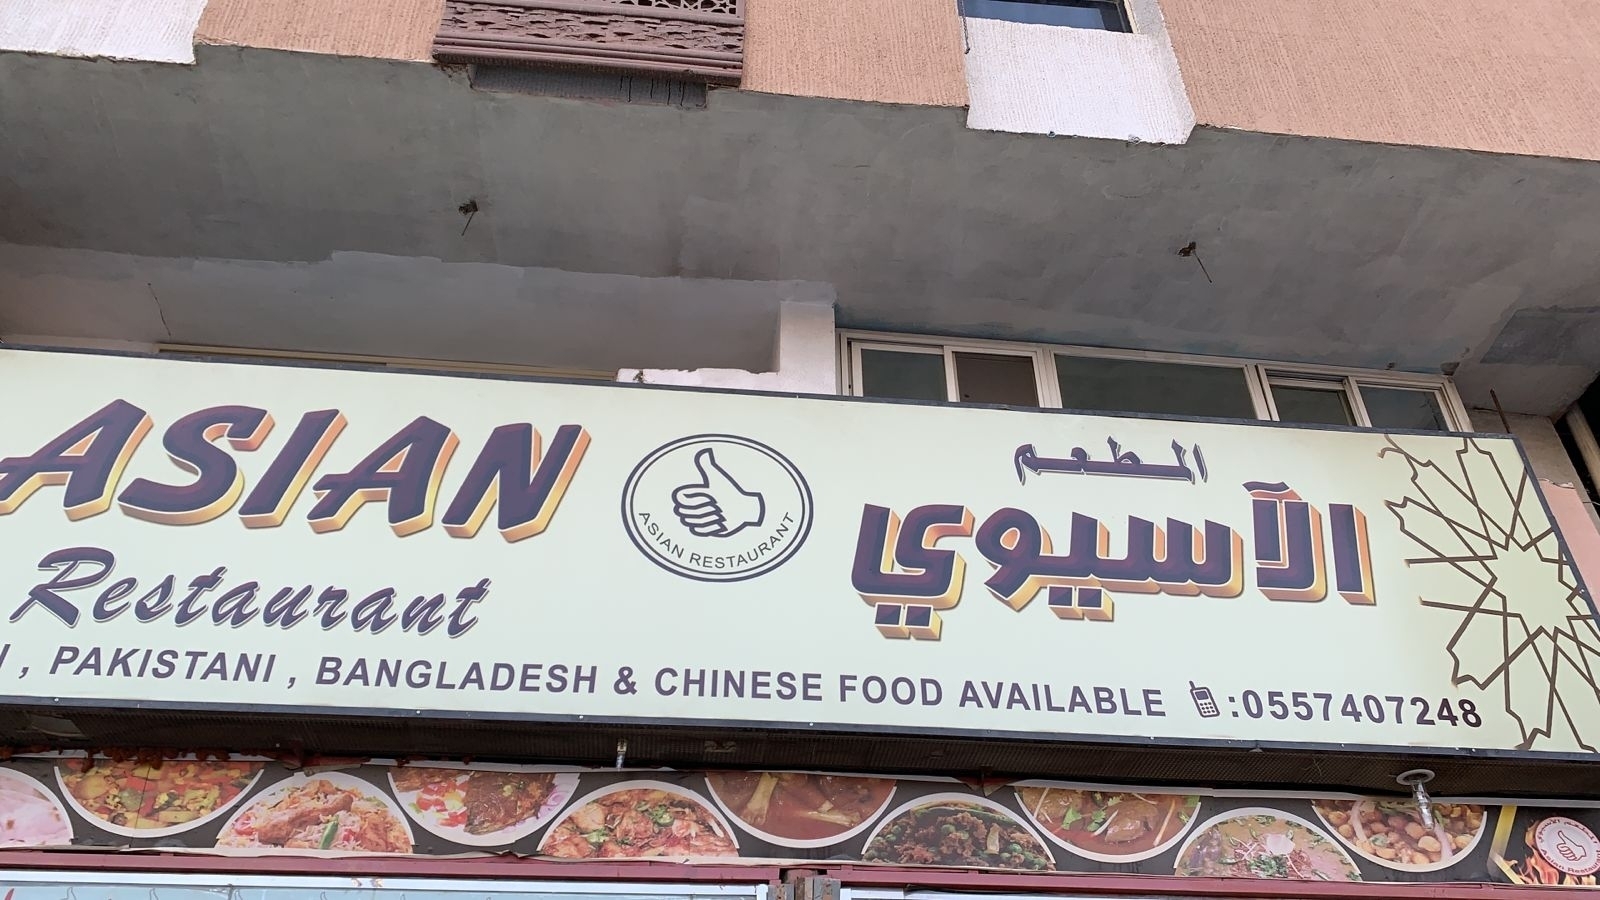 ASIAN
Restaurant
ASIAN RESTAURANT
المطعم
الآسيوي
, PAKISTANI , BANGLADESH & CHINESE FOOD AVAILABLE :0557407248